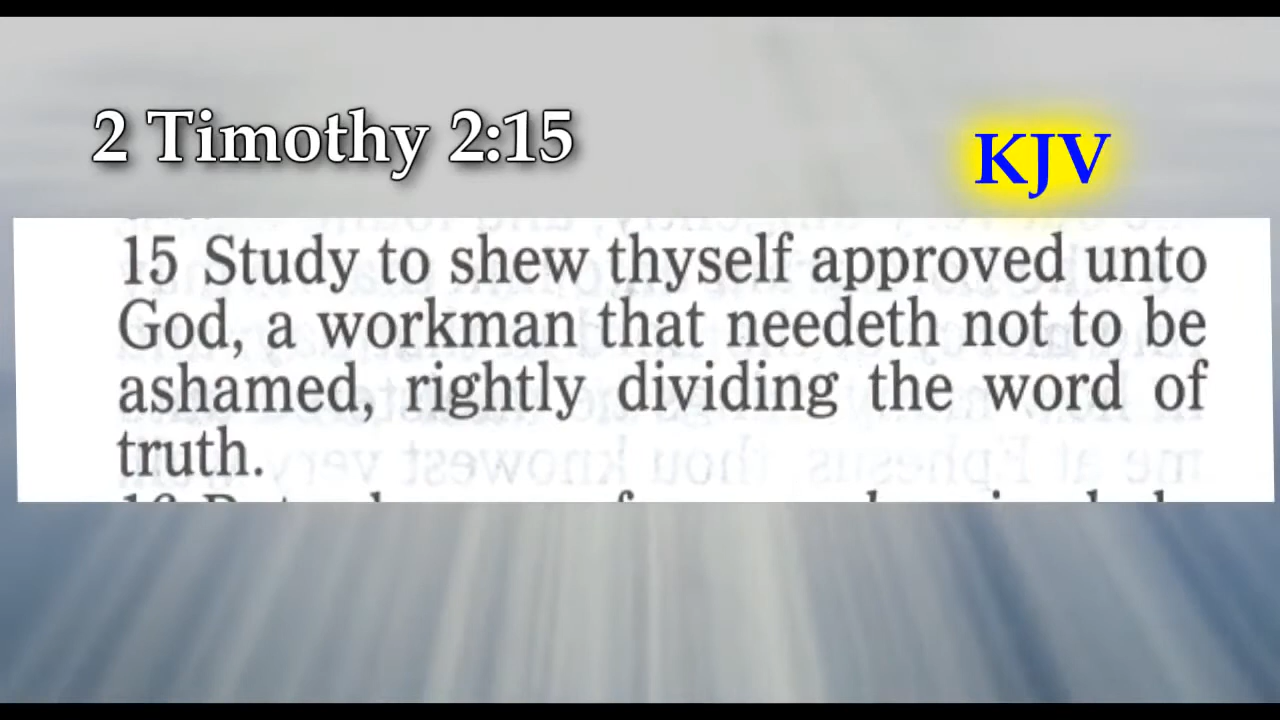 2 Timothy 2:15
KJV
15 Study to shew thyself approved unto
God, a workman that needeth not to be
ashamed, rightly dividing the word of
truth.